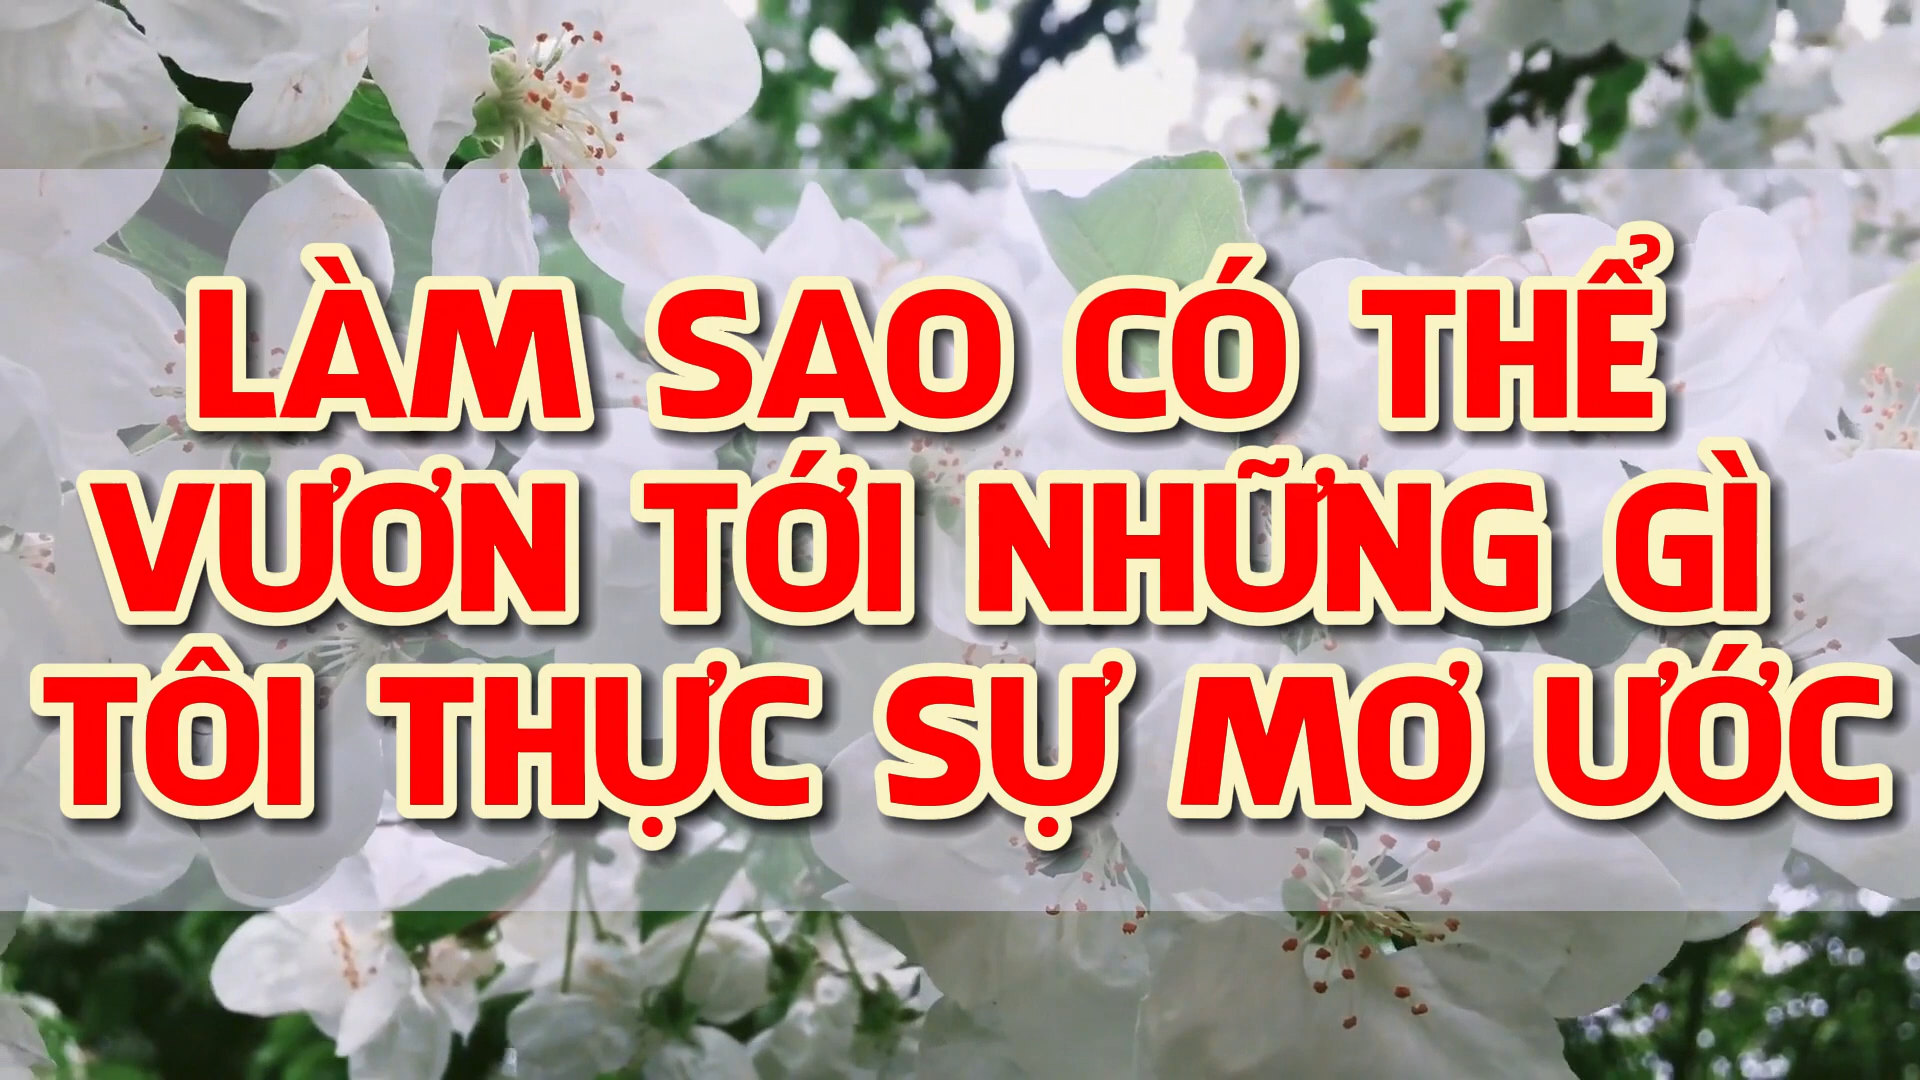 LÀM SAO CÓ THỂ
VƯƠN TỚI NHỮNG GÌ
TÔI THỰC SỰ MƠ ƯỚC